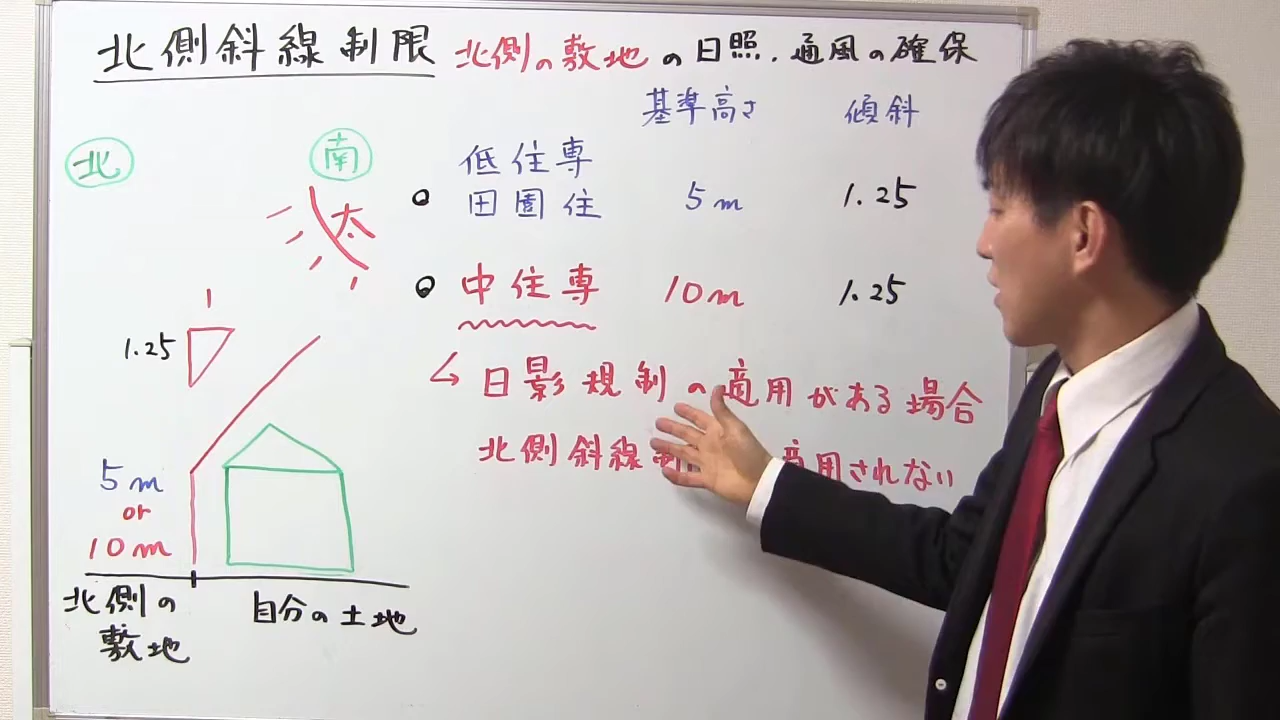 北側斜線制限 北側の敷地の日照.通風の確保
基準高さ 傾斜
北 南
太
低住専
田園住 5m 1.25
中住専 10m 1.25
日影規制の適用がある場合
北側斜線制 適用されない
1
1.25
5m
or
10m
北側の
敷地
自分の土地